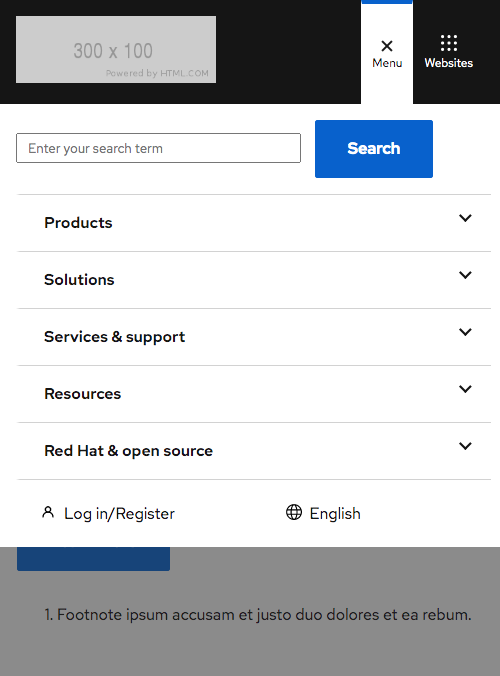 300 x 100
Powered by HTML.COM
Menu
Websites
Enter your search term
Search
Products
Solutions
Services & support
Resources
Red Hat & open source
Log in/Register
English
1. Footnote ipsum accusam et justo duo dolores et ea rebum.